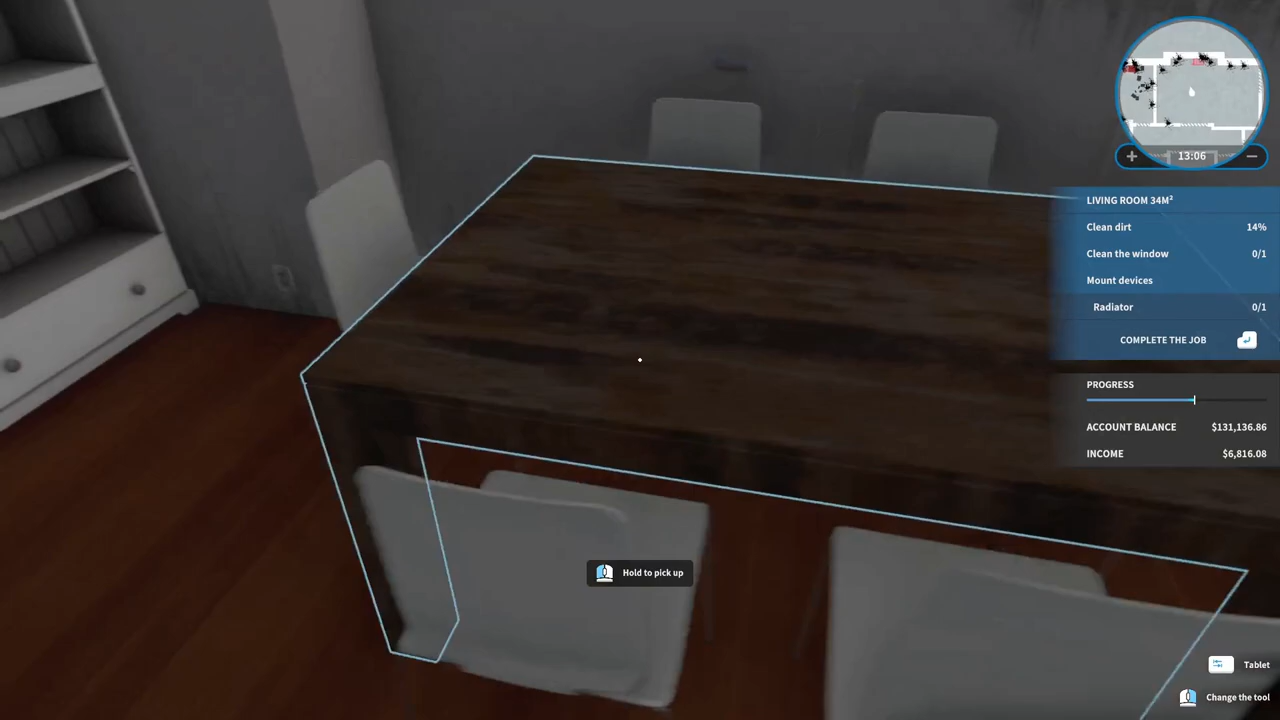 + 13:06 −
LIVING ROOM 34M²
Clean dirt 14%
Clean the window 0/1
Mount devices
Radiator 0/1
COMPLETE THE JOB
PROGRESS
ACCOUNT BALANCE $131,136.86
INCOME $6,816.08
Hold to pick up
Tablet
Change the tool